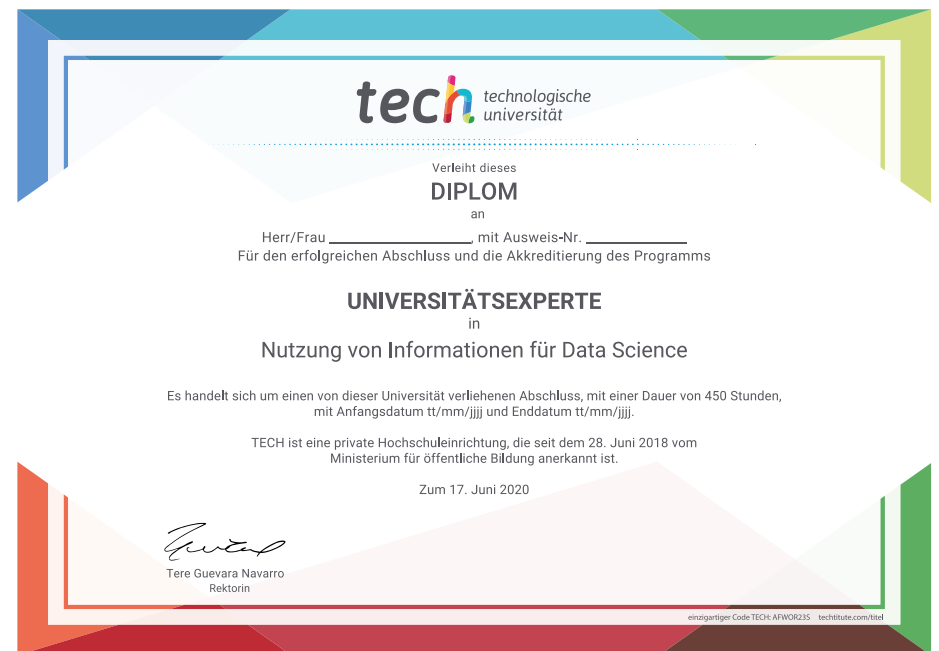 tech technologische
universität
Verleiht dieses
DIPLOM
an
Herr/Frau ____________________, mit Ausweis-Nr. ______________
Für den erfolgreichen Abschluss und die Akkreditierung des Programms
UNIVERSITÄTSEXPERTE
in
Nutzung von Informationen für Data Science
Es handelt sich um einen von dieser Universität verliehenen Abschluss, mit einer Dauer von 450 Stunden,
mit Anfangsdatum tt/mm/jjjj und Enddatum tt/mm/jjjj.
TECH ist eine private Hochschuleinrichtung, die seit dem 28. Juni 2018 vom
Ministerium für öffentliche Bildung anerkannt ist.
Zum 17. Juni 2020
Tere Guevara Navarro
Rektorin
einzigartiger Code TECH: AFWOR23S techtitute.com/titel